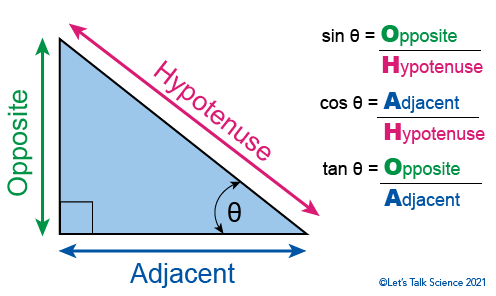 Opposite
Hypotenuse
θ
Adjacent
sin θ = Opposite
Hypotenuse
cos θ = Adjacent
Hypotenuse
tan θ = Opposite
Adjacent
©Let's Talk Science 2021